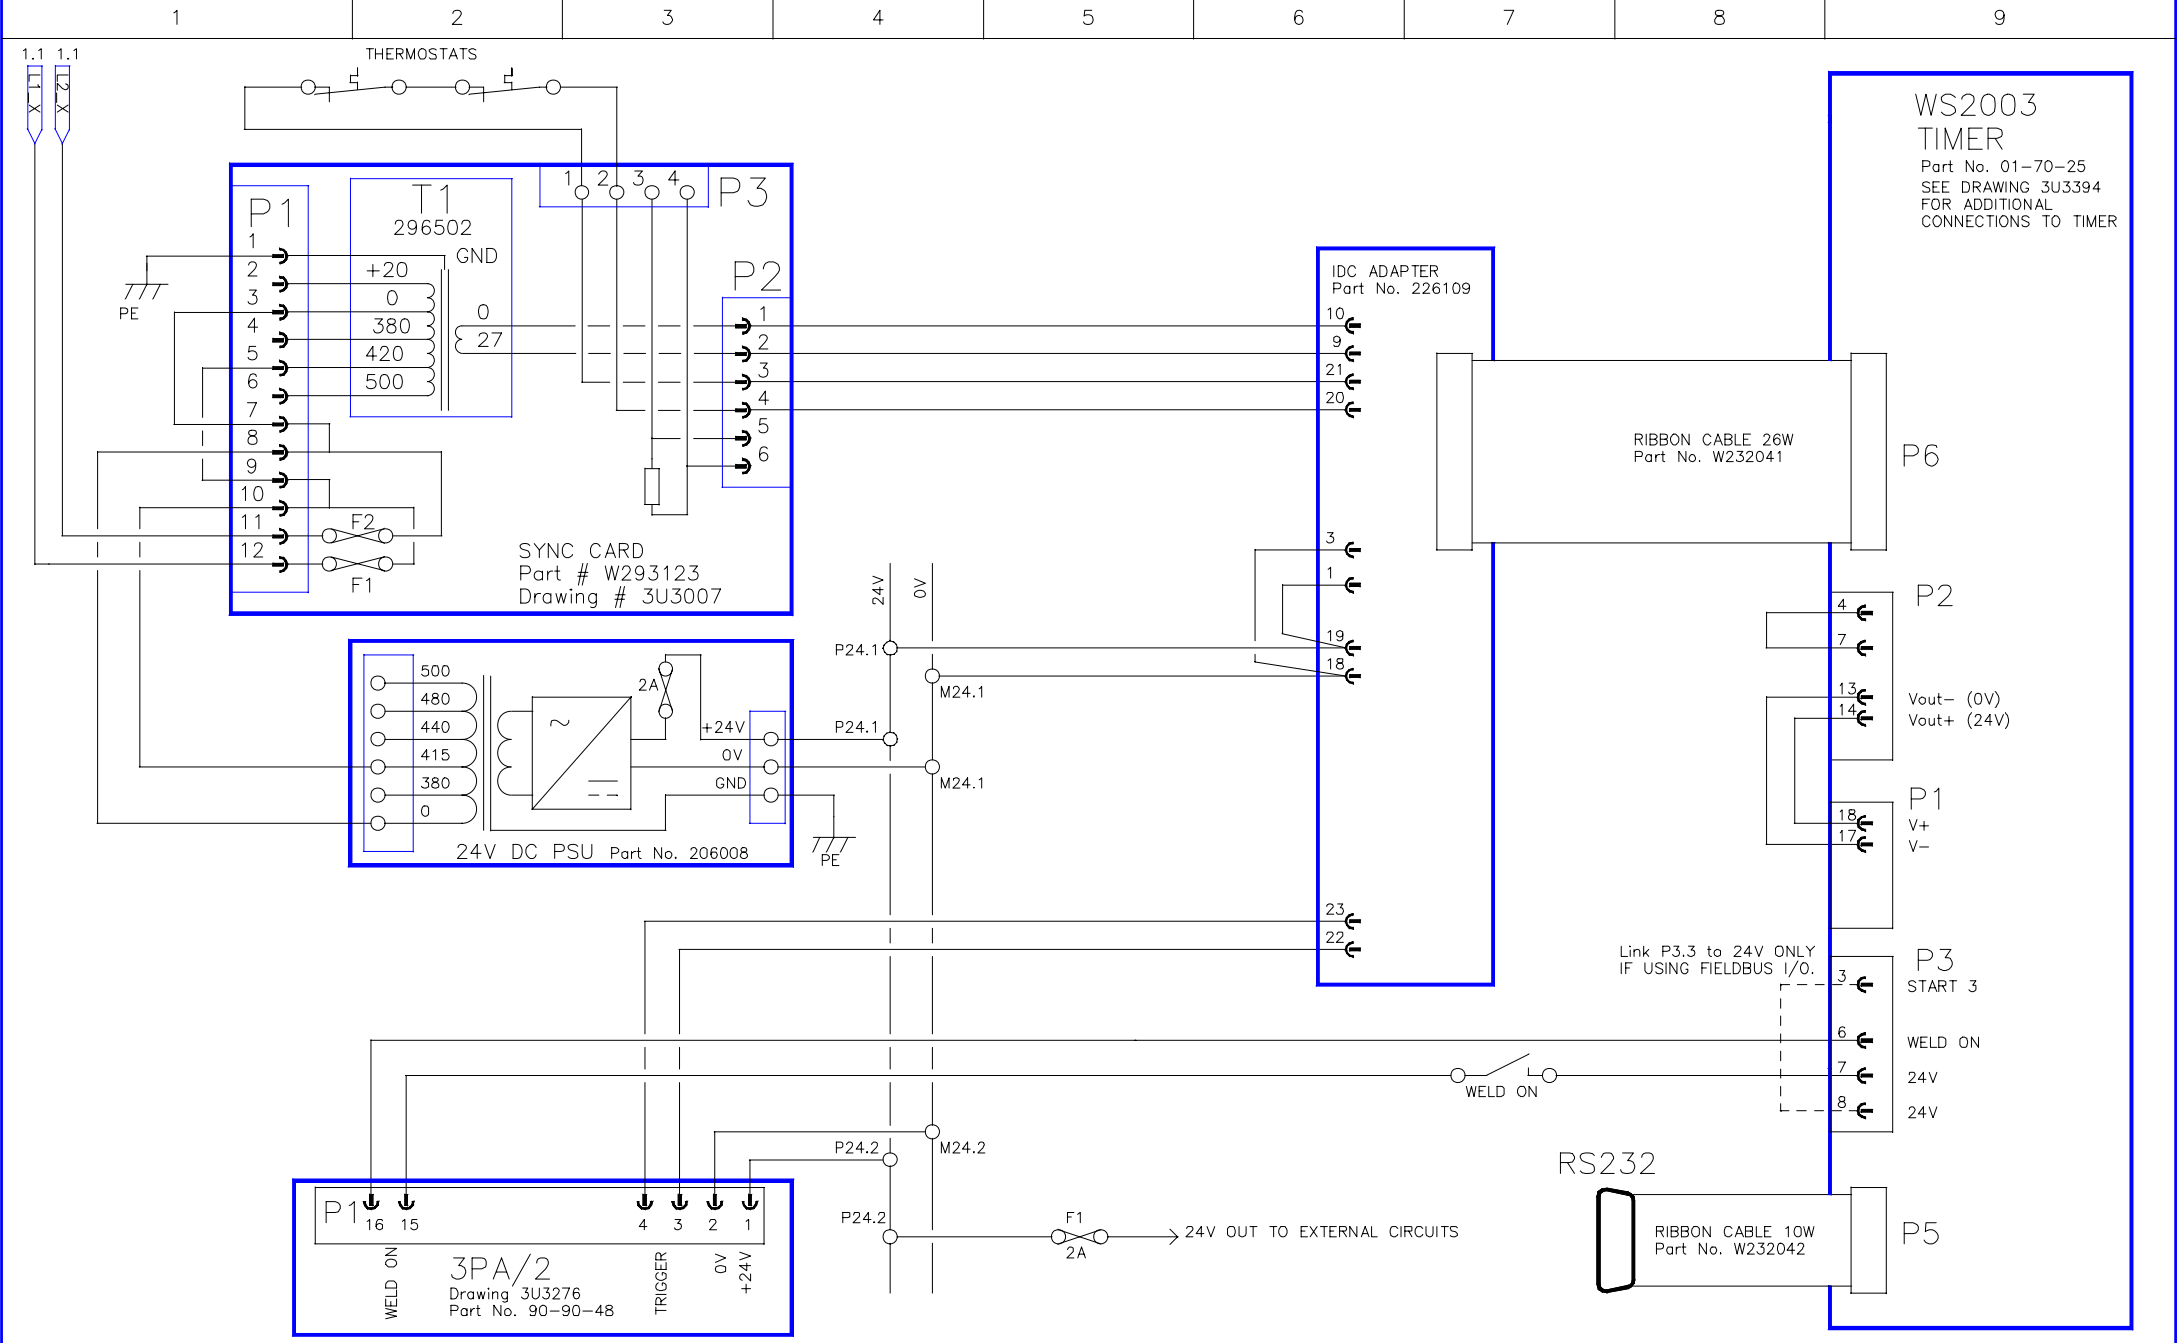 1 2 3 4 5 6 7 8 9
1.1 1.1
L1_X
L2_X
THERMOSTATS
WS2003
TIMER
Part No. 01-70-25
SEE DRAWING 3U3394
FOR ADDITIONAL
CONNECTIONS TO TIMER
1 2 3 4
P3
P1
T1
296502
GND
1
2
3
4
5
6
7
8
9
10
11
12
+20
0
380
420
500
0
27
PE
P2
1
2
3
4
5
6
F2
F1
SYNC CARD
Part # W293123
Drawing # 3U3007
IDC ADAPTER
Part No. 226109
10
9
21
20
3
1
19
18
23
22
RIBBON CABLE 26W
Part No. W232041
P6
24V
0V
P24.1
M24.1
P24.1
M24.1
500
480
440
415
380
0
2A
+24V
0V
GND
24V DC PSU Part No. 206008
PE
P2
4
7
13
14
Vout- (0V)
Vout+ (24V)
P1
18
17
V+
V-
Link P3.3 to 24V ONLY
IF USING FIELDBUS I/O.
P3
3
START 3
6
WELD ON
7
24V
8
24V
WELD ON
P24.2
M24.2
P24.2
F1
2A
24V OUT TO EXTERNAL CIRCUITS
RS232
RIBBON CABLE 10W
Part No. W232042
P5
P1
16 15 4 3 2 1
WELD ON
TRIGGER
0V
+24V
3PA/2
Drawing 3U3276
Part No. 90-90-48